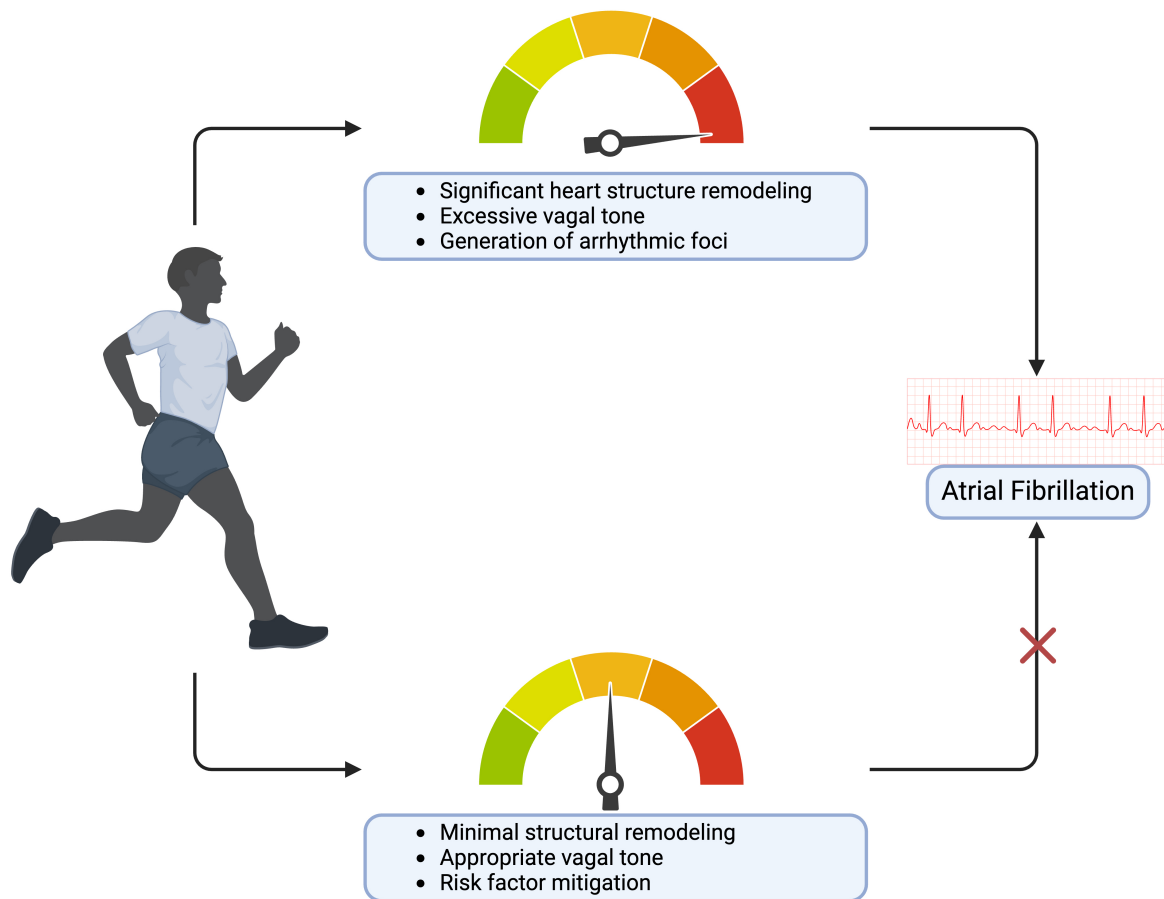 • Significant heart structure remodeling
• Excessive vagal tone
• Generation of arrhythmic foci
Atrial Fibrillation
• Minimal structural remodeling
• Appropriate vagal tone
• Risk factor mitigation